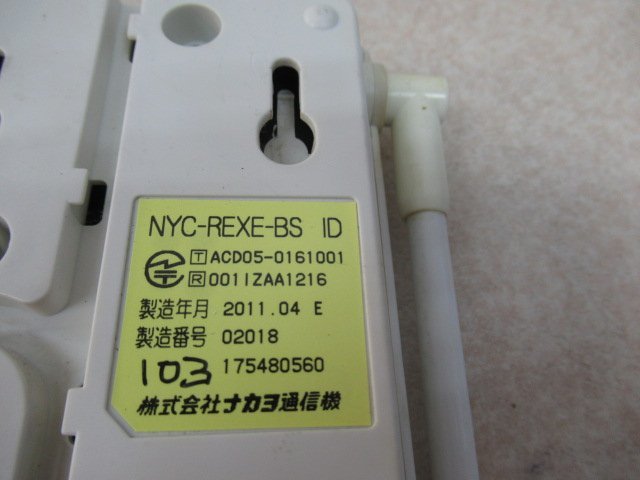 NYC-REXE-BS ID
T ACD05-0161001
R 001IZAA1216
製造年月 2011.04 E
製造番号 02018
103 175480560
株式会社ナカヨ通信機